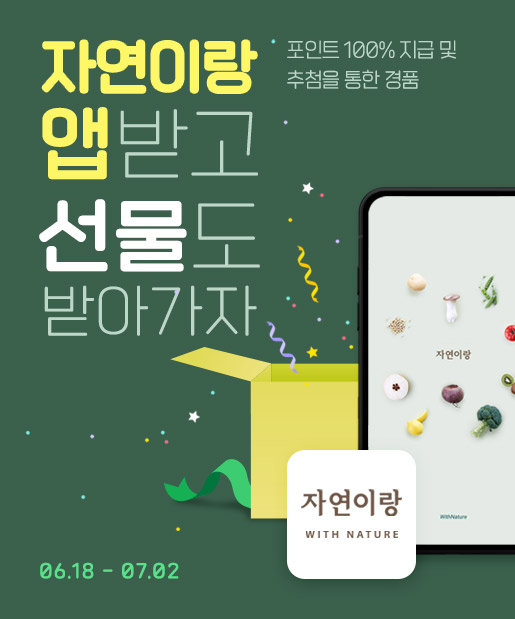 자연이랑
앱받고
선물도
받아가자
포인트 100% 지급 및
추첨을 통한 경품
자연이랑
WithNature
자연이랑
WITH NATURE
06.18 - 07.02